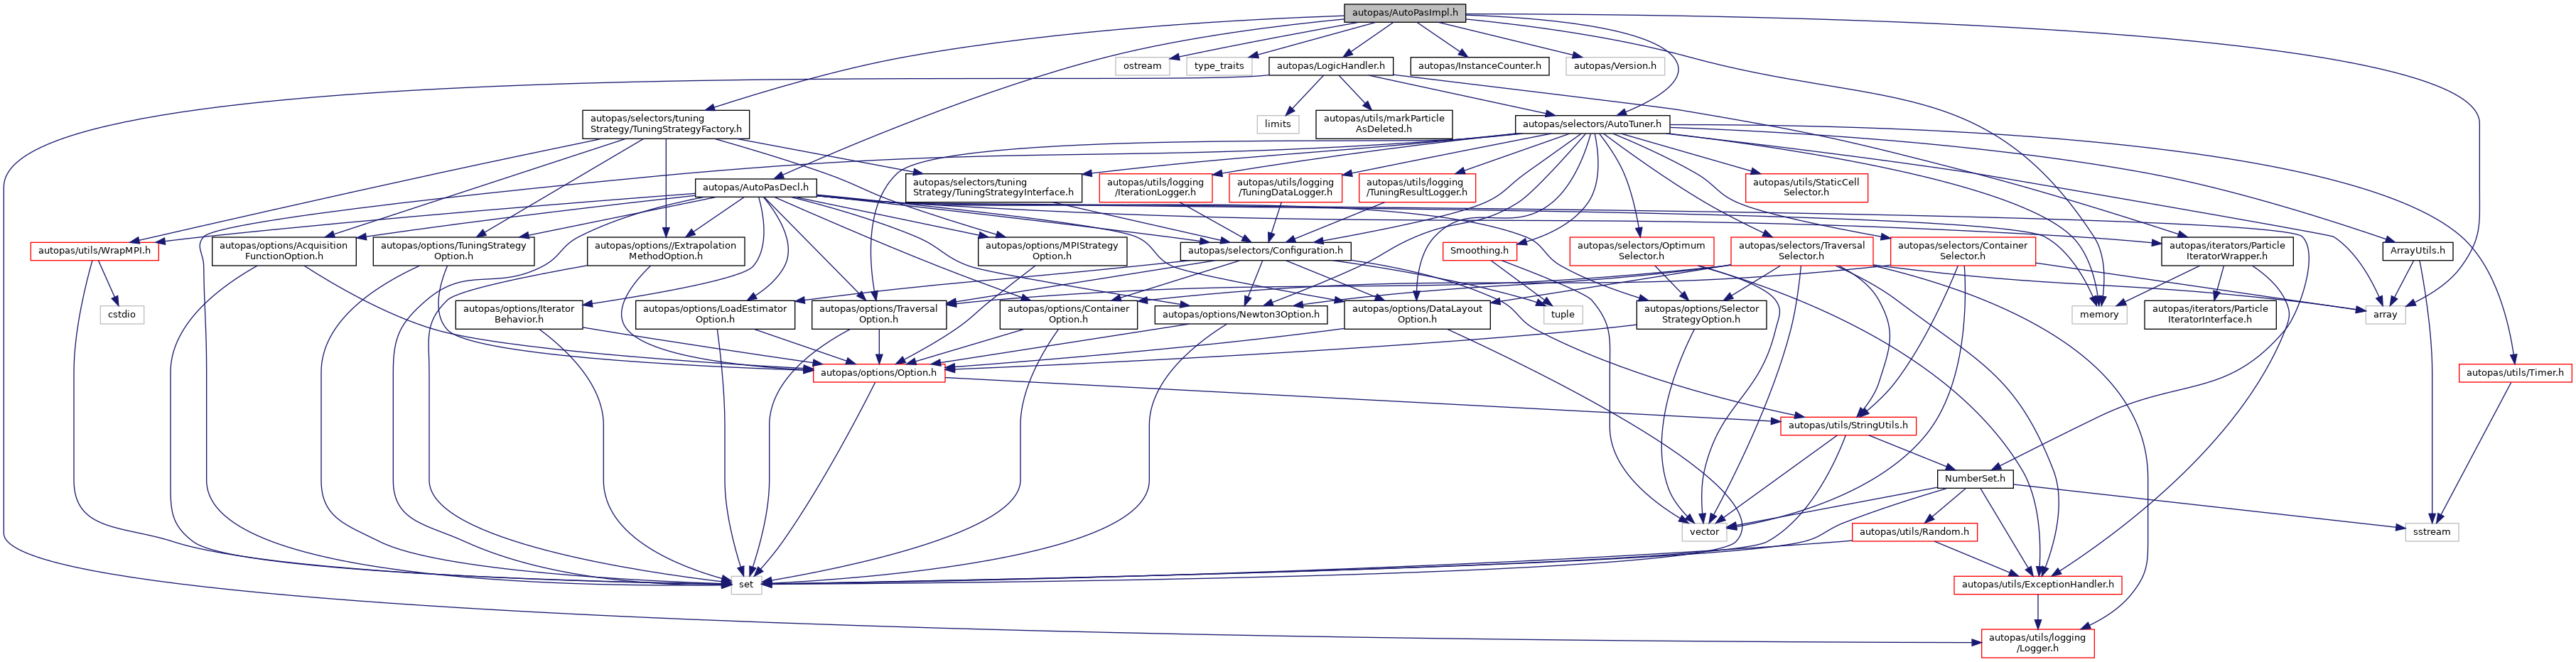 autopas/AutoPasImpl.h
ostream
type_traits
autopas/LogicHandler.h
autopas/InstanceCounter.h
autopas/Version.h
autopas/selectors/tuning
Strategy/TuningStrategyFactory.h
limits
autopas/utils/markParticle
AsDeleted.h
autopas/selectors/AutoTuner.h
autopas/AutoPasDecl.h
autopas/selectors/tuning
Strategy/TuningStrategyInterface.h
autopas/utils/logging
/IterationLogger.h
autopas/utils/logging
/TuningDataLogger.h
autopas/utils/logging
/TuningResultLogger.h
autopas/utils/StaticCell
Selector.h
autopas/utils/WrapMPI.h
autopas/options/Acquisition
FunctionOption.h
autopas/options/TuningStrategy
Option.h
autopas/options//Extrapolation
MethodOption.h
autopas/options/MPIStrategy
Option.h
autopas/selectors/Configuration.h
Smoothing.h
autopas/selectors/Optimum
Selector.h
autopas/selectors/Traversal
Selector.h
autopas/selectors/Container
Selector.h
autopas/iterators/Particle
IteratorWrapper.h
ArrayUtils.h
cstdio
autopas/options/Iterator
Behavior.h
autopas/options/LoadEstimator
Option.h
autopas/options/Traversal
Option.h
autopas/options/Container
Option.h
autopas/options/Newton3Option.h
autopas/options/DataLayout
Option.h
tuple
autopas/options/Selector
StrategyOption.h
memory
autopas/iterators/Particle
IteratorInterface.h
array
autopas/options/Option.h
autopas/utils/Timer.h
autopas/utils/StringUtils.h
NumberSet.h
vector
autopas/utils/Random.h
sstream
set
autopas/utils/ExceptionHandler.h
autopas/utils/logging
/Logger.h